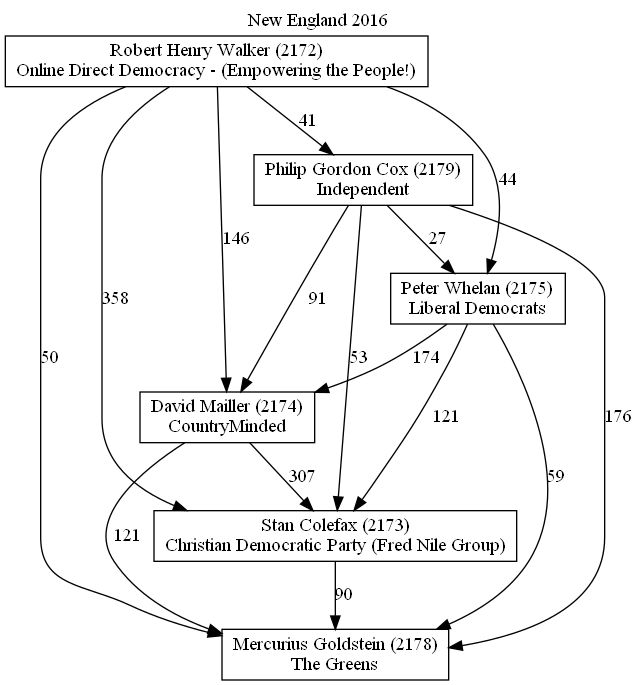 New England 2016
Robert Henry Walker (2172)
Online Direct Democracy - (Empowering the People!)
41
Philip Gordon Cox (2179)
Independent
44
146
27
Peter Whelan (2175)
Liberal Democrats
358
91
50
53
174
176
David Mailler (2174)
CountryMinded
121
307
59
121
Stan Colefax (2173)
Christian Democratic Party (Fred Nile Group)
90
Mercurius Goldstein (2178)
The Greens